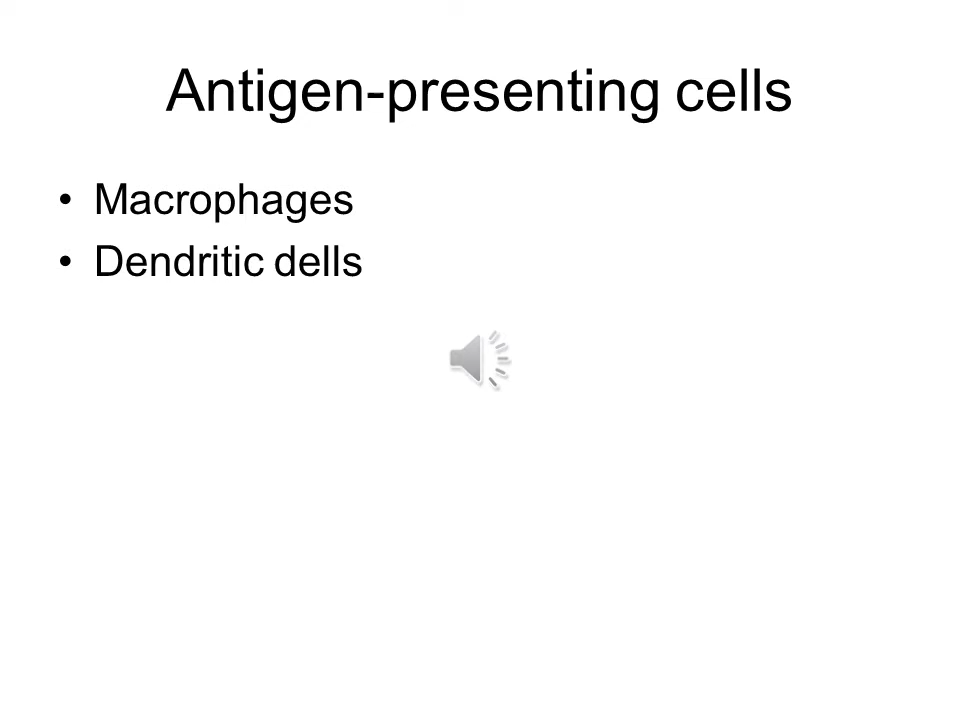 Antigen-presenting cells
• Macrophages
• Dendritic dells